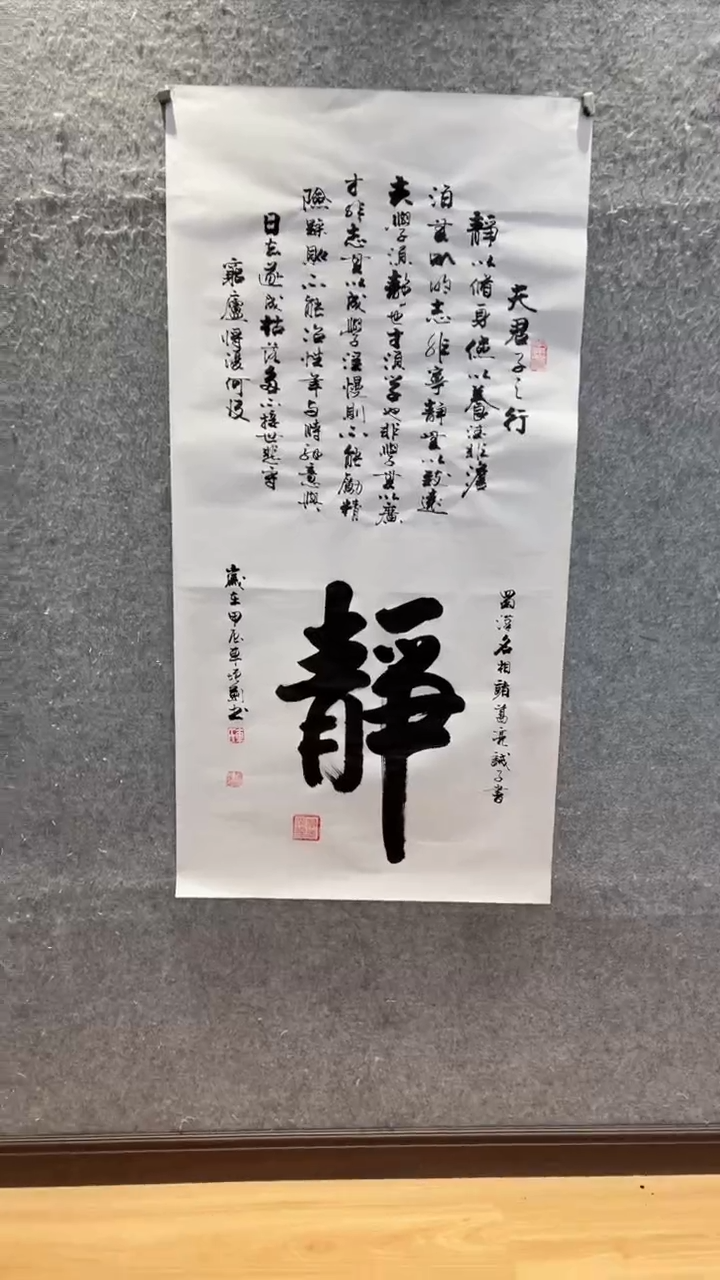 夫君子之行
靜以脩身儉以養德非澹
泊無以明志非寧靜無以致遠
夫學須靜也才須學也非學無以廣
才非志無以成學淫慢則不能勵精
險躁則不能治性年与時馳意與
日去遂成枯落多不接世悲守
窮廬將復何及
蜀漢名相諸葛亮誡子書
靜
歲在甲辰